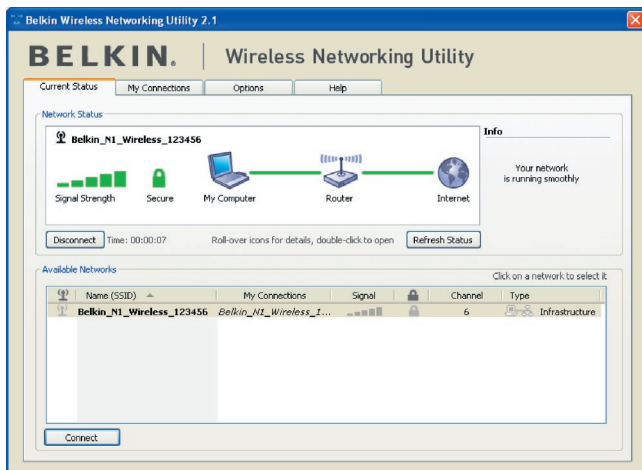 Belkin Wireless Networking Utility 2.1
BELKIN. Wireless Networking Utility
Current Status My Connections Options Help
Network Status
Belkin_N1_Wireless_123456
Signal Strength Secure My Computer Router Internet
Info
Your network
is running smoothly
Disconnect Time: 00:00:07 Roll-over icons for details, double-click to open Refresh Status
Available Networks
Click on a network to select it
Name (SSID) My Connections Signal Channel Type
Belkin_N1_Wireless_123456 Belkin_N1_Wireless_1... 6 Infrastructure
Connect